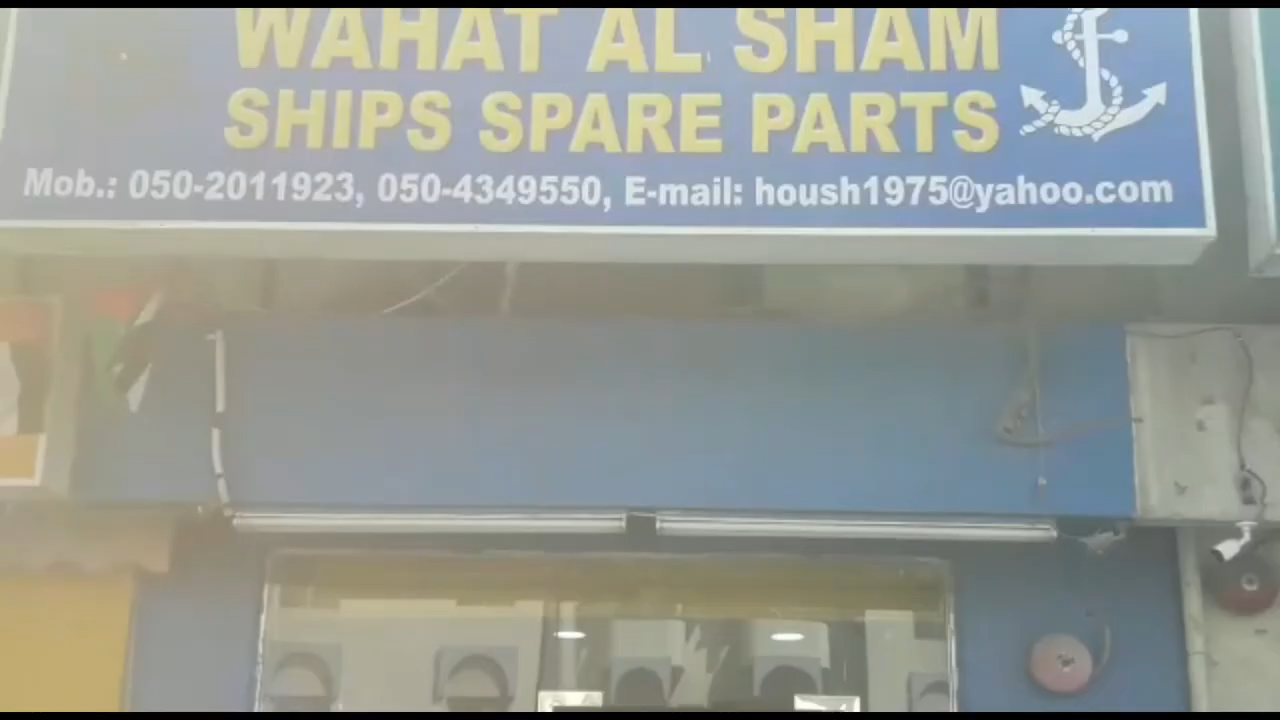 WAHAT AL SHAM
SHIPS SPARE PARTS
Mob.: 050-2011923, 050-4349550, E-mail: housh1975@yahoo.com